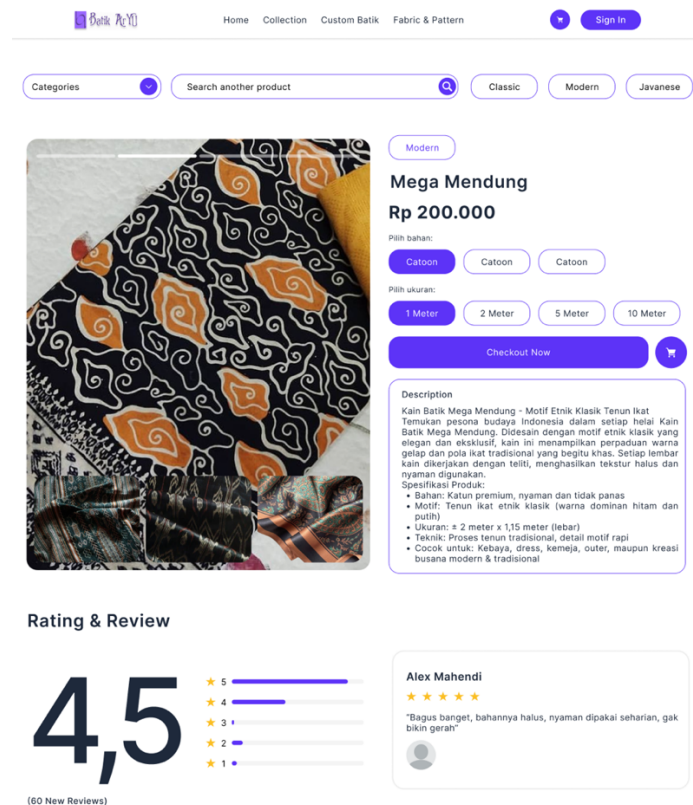 Batik ArYO
Home Collection Custom Batik Fabric & Pattern
Sign In
Categories
Search another product
Classic
Modern
Javanese
Modern
Mega Mendung
Rp 200.000
Pilih bahan:
Catoon Catoon Catoon
Pilih ukuran:
1 Meter 2 Meter 5 Meter 10 Meter
Checkout Now
Description
Kain Batik Mega Mendung - Motif Etnik Klasik Tenun Ikat
Temukan pesona budaya Indonesia dalam setiap helai Kain
Batik Mega Mendung. Didesain dengan motif etnik klasik yang
elegan dan eksklusif, kain ini menampilkan perpaduan warna
gelap dan pola ikat tradisional yang begitu khas. Setiap lembar
kain dikerjakan dengan teliti, menghasilkan tekstur halus dan
nyaman digunakan.
Spesifikasi Produk:
• Bahan: Katun premium, nyaman dan tidak panas
• Motif: Tenun ikat etnik klasik (warna dominan hitam dan
putih)
• Ukuran: ± 2 meter x 1,15 meter (lebar)
• Teknik: Proses tenun tradisional, detail motif rapi
• Cocok untuk: Kebaya, dress, kemeja, outer, maupun kreasi
busana modern & tradisional
Rating & Review
4,5
(60 New Reviews)
5
4
3
2
1
Alex Mahendi
"Bagus banget, bahannya halus, nyaman dipakai seharian, gak
bikin gerah"